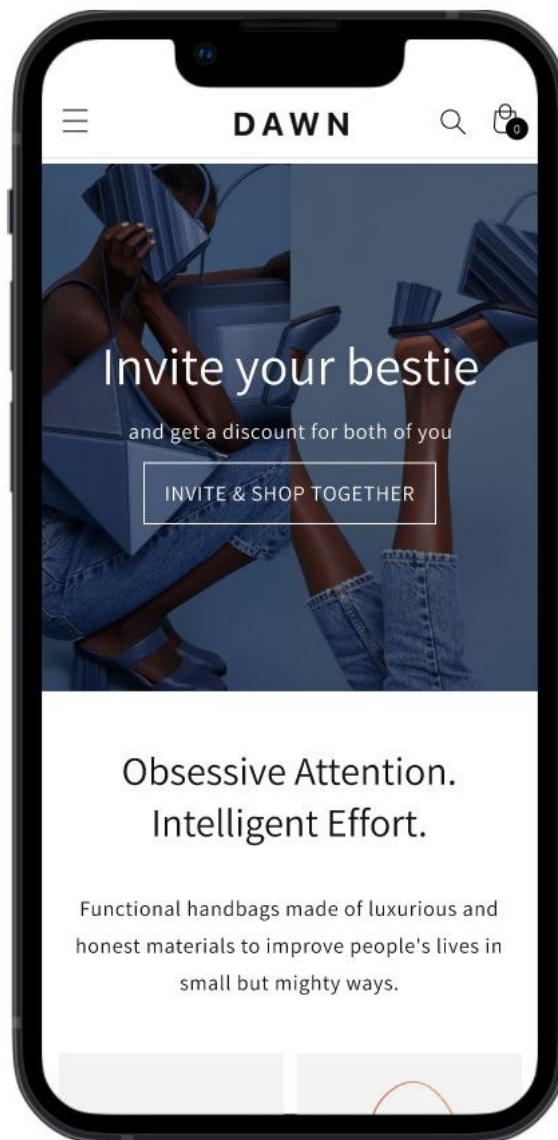 DAWN
0
Invite your bestie
and get a discount for both of you
INVITE & SHOP TOGETHER
Obsessive Attention.
Intelligent Effort.
Functional handbags made of luxurious and
honest materials to improve people's lives in
small but mighty ways.